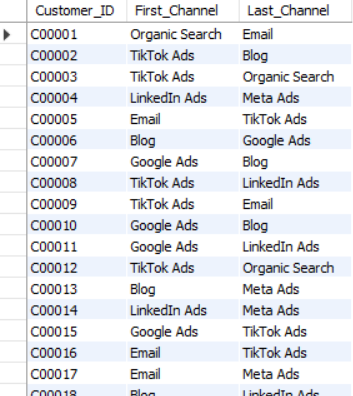 Customer_ID First_Channel Last_Channel
C00001 Organic Search Email
C00002 TikTok Ads Blog
C00003 TikTok Ads Organic Search
C00004 LinkedIn Ads Meta Ads
C00005 Email TikTok Ads
C00006 Blog Google Ads
C00007 Google Ads Blog
C00008 TikTok Ads LinkedIn Ads
C00009 TikTok Ads Email
C00010 Google Ads Blog
C00011 Google Ads LinkedIn Ads
C00012 TikTok Ads Organic Search
C00013 Blog Meta Ads
C00014 LinkedIn Ads Meta Ads
C00015 Google Ads TikTok Ads
C00016 Email TikTok Ads
C00017 Email Meta Ads
C00018 Blog LinkedIn Ads